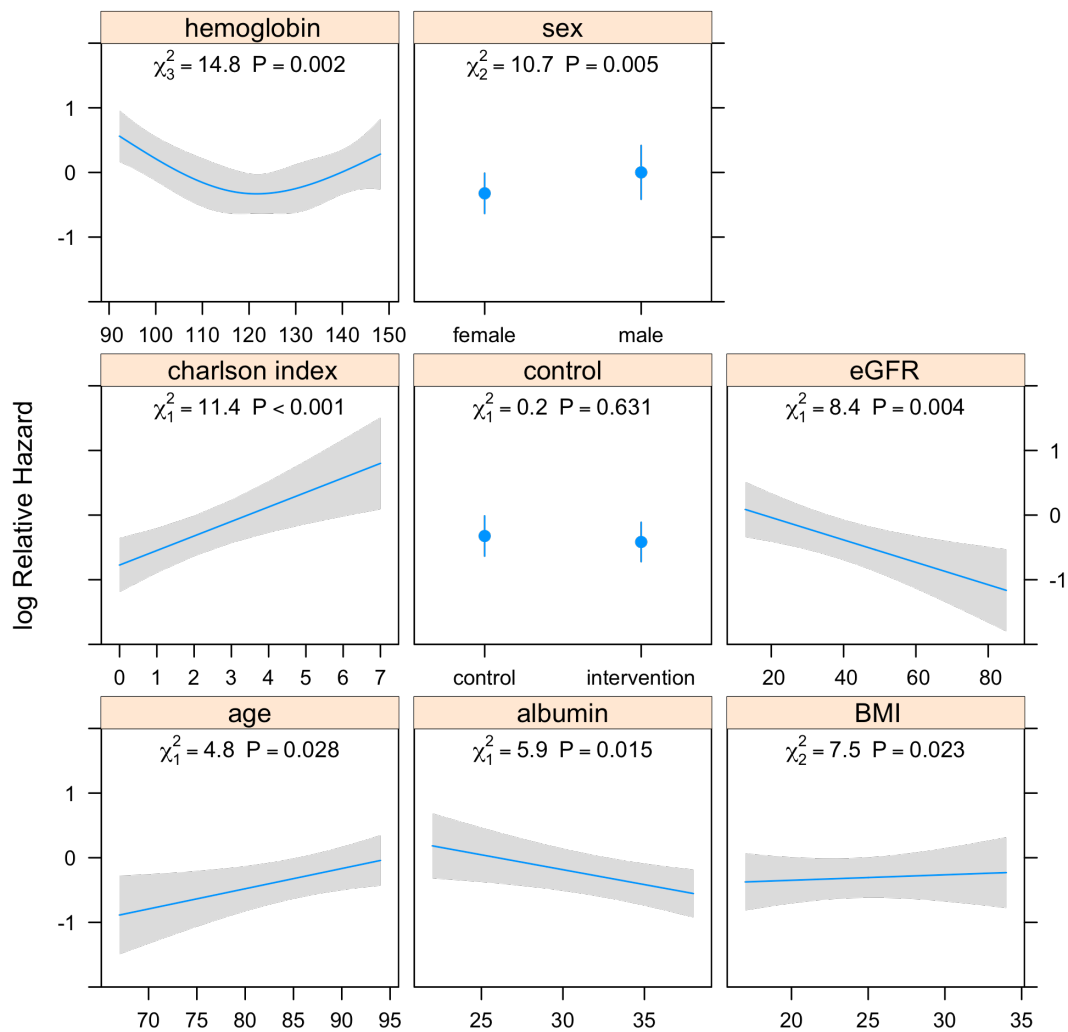 hemoglobin sex
χ²₃ = 14.8 P = 0.002 χ²₂ = 10.7 P = 0.005
1
0
-1
90 100 110 120 130 140 150 female male
charlson index control eGFR
χ²₁ = 11.4 P < 0.001 χ²₁ = 0.2 P = 0.631 χ²₁ = 8.4 P = 0.004
1
0
-1
log Relative Hazard
0 1 2 3 4 5 6 7 control intervention 20 40 60 80
age albumin BMI
χ²₁ = 4.8 P = 0.028 χ²₁ = 5.9 P = 0.015 χ²₂ = 7.5 P = 0.023
1
0
-1
70 75 80 85 90 95 25 30 35 20 25 30 35